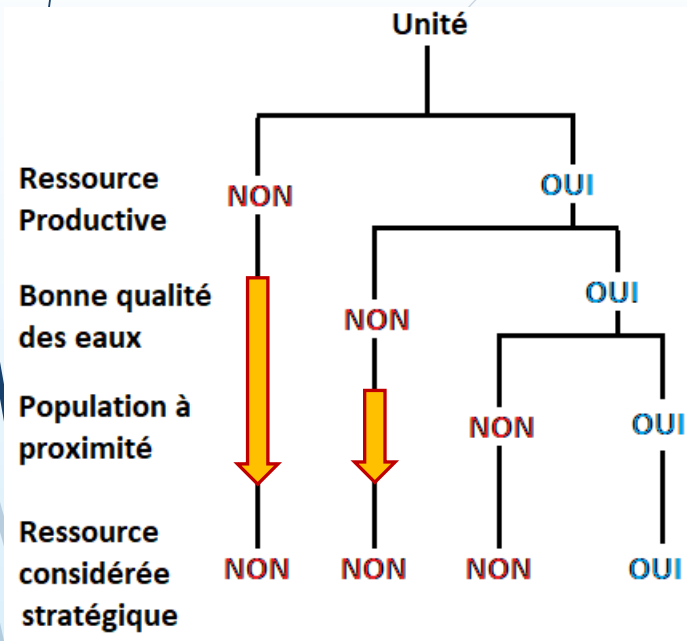 Unité
Ressource
Productive
NON
OUI
Bonne qualité
des eaux
NON
OUI
Population à
proximité
NON
OUI
Ressource
considérée
stratégique
NON
NON
NON
OUI